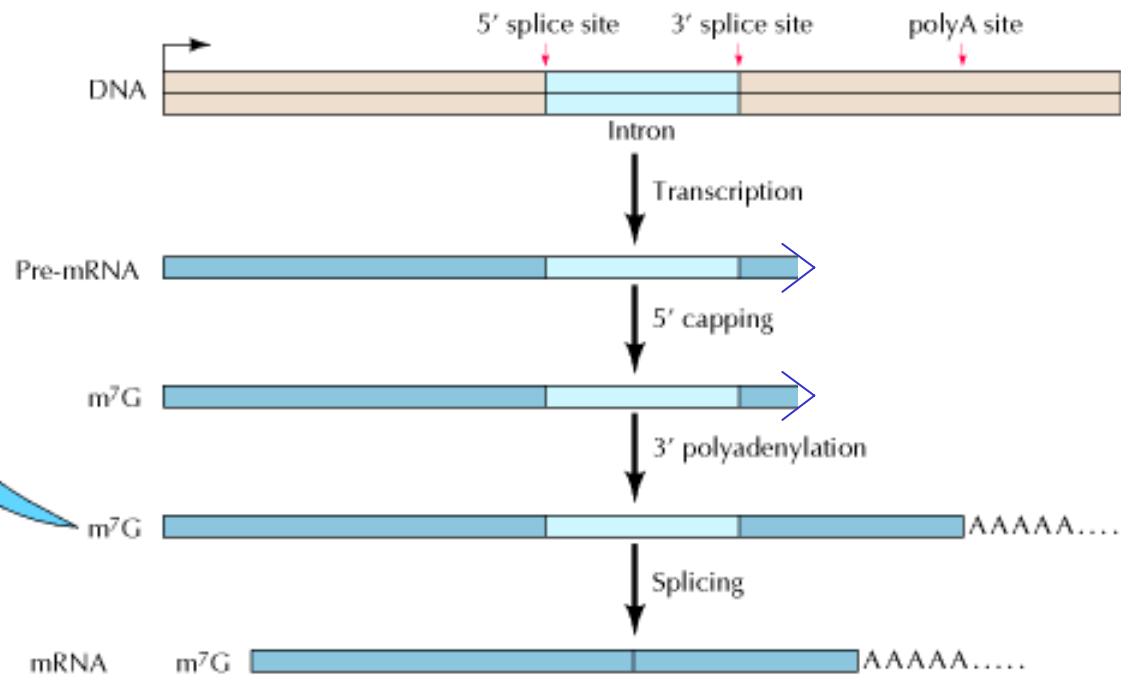 5′ splice site 3′ splice site polyA site
DNA
Intron
Transcription
Pre-mRNA
5′ capping
m⁷G
3′ polyadenylation
m⁷G AAAAA....
Splicing
mRNA m⁷G AAAAA.....